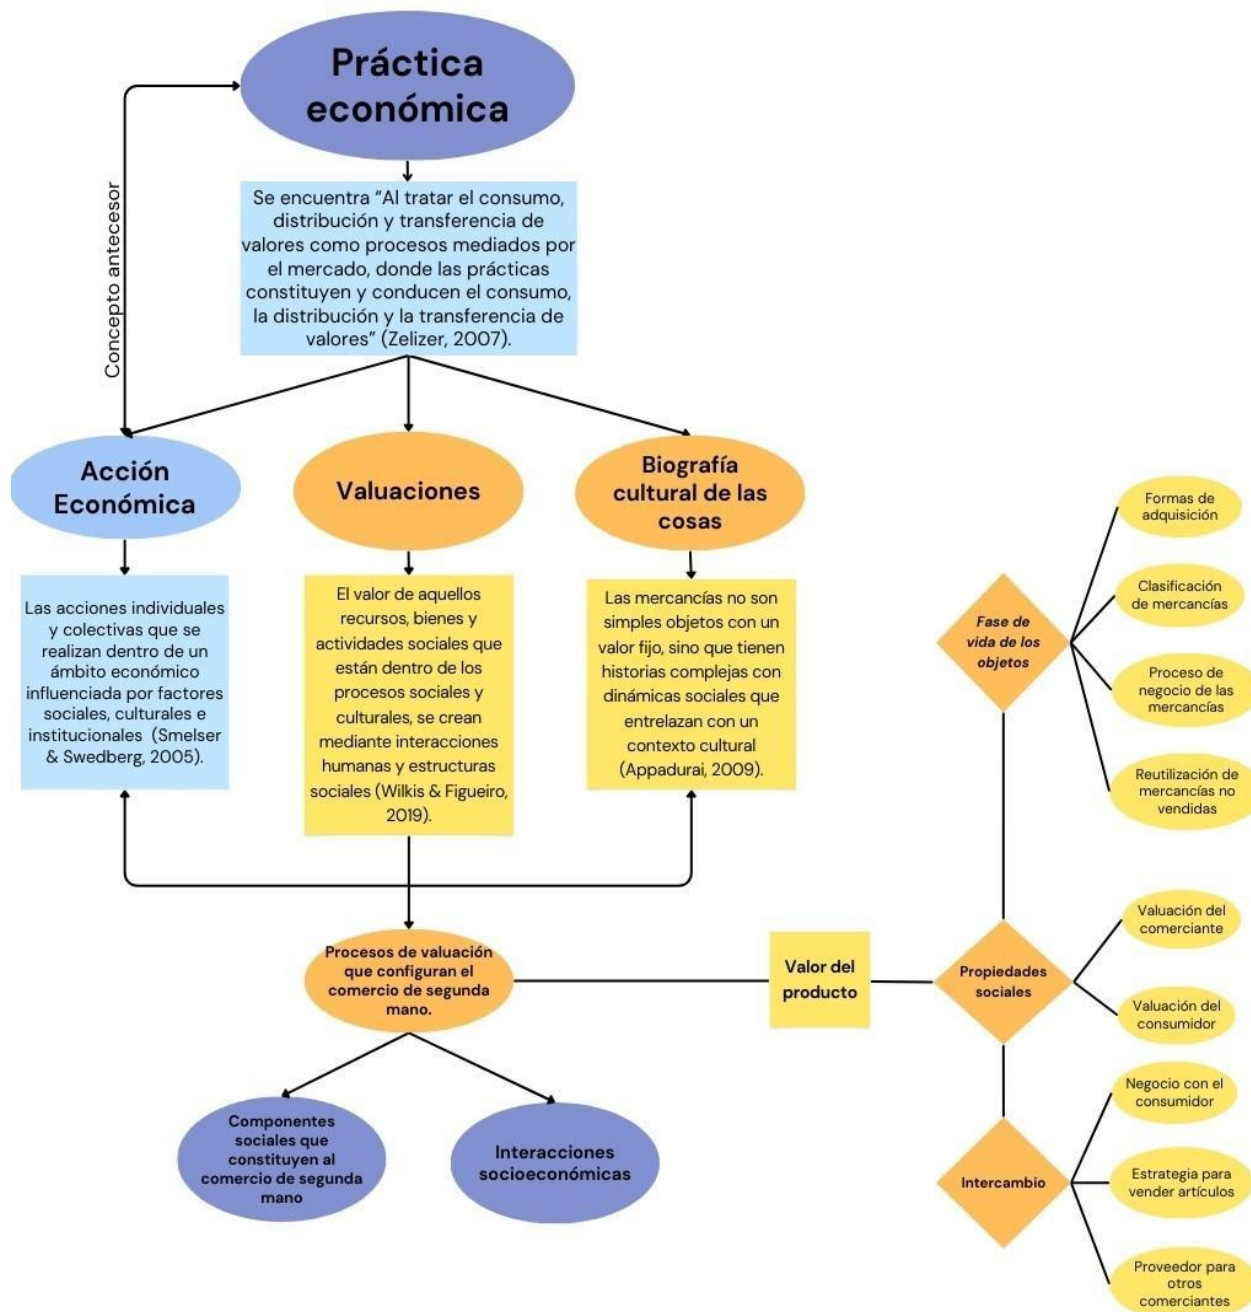 Práctica
económica
Concepto antecesor
Se encuentra “Al tratar el consumo,
distribución y transferencia de
valores como procesos mediados por
el mercado, donde las prácticas
constituyen y conducen el consumo,
la distribución y la transferencia de
valores” (Zelizer, 2007).
Acción
Económica
Valuaciones
Biografía
cultural de las
cosas
Las acciones individuales
y colectivas que se
realizan dentro de un
ámbito económico
influenciada por factores
sociales, culturales e
institucionales (Smelser
& Swedberg, 2005).
El valor de aquellos
recursos, bienes y
actividades sociales que
están dentro de los
procesos sociales y
culturales, se crean
mediante interacciones
humanas y estructuras
sociales (Wilkis & Figueiro,
2019).
Las mercancías no son
simples objetos con un
valor fijo, sino que tienen
historias complejas con
dinámicas sociales que
entrelazan con un
contexto cultural
(Appadurai, 2009).
Procesos de valuación
que configuran el
comercio de segunda
mano.
Componentes
sociales que
constituyen al
comercio de segunda
mano
Interacciones
socioeconómicas
Valor del
producto
Fase de
vida de los
objetos
Formas de
adquisición
Clasificación
de mercancías
Proceso de
negocio de las
mercancías
Reutilización de
mercancías no
vendidas
Propiedades
sociales
Valuación del
comerciante
Valuación del
consumidor
Intercambio
Negocio con el
consumidor
Estrategia para
vender artículos
Proveedor para
otros
comerciantes